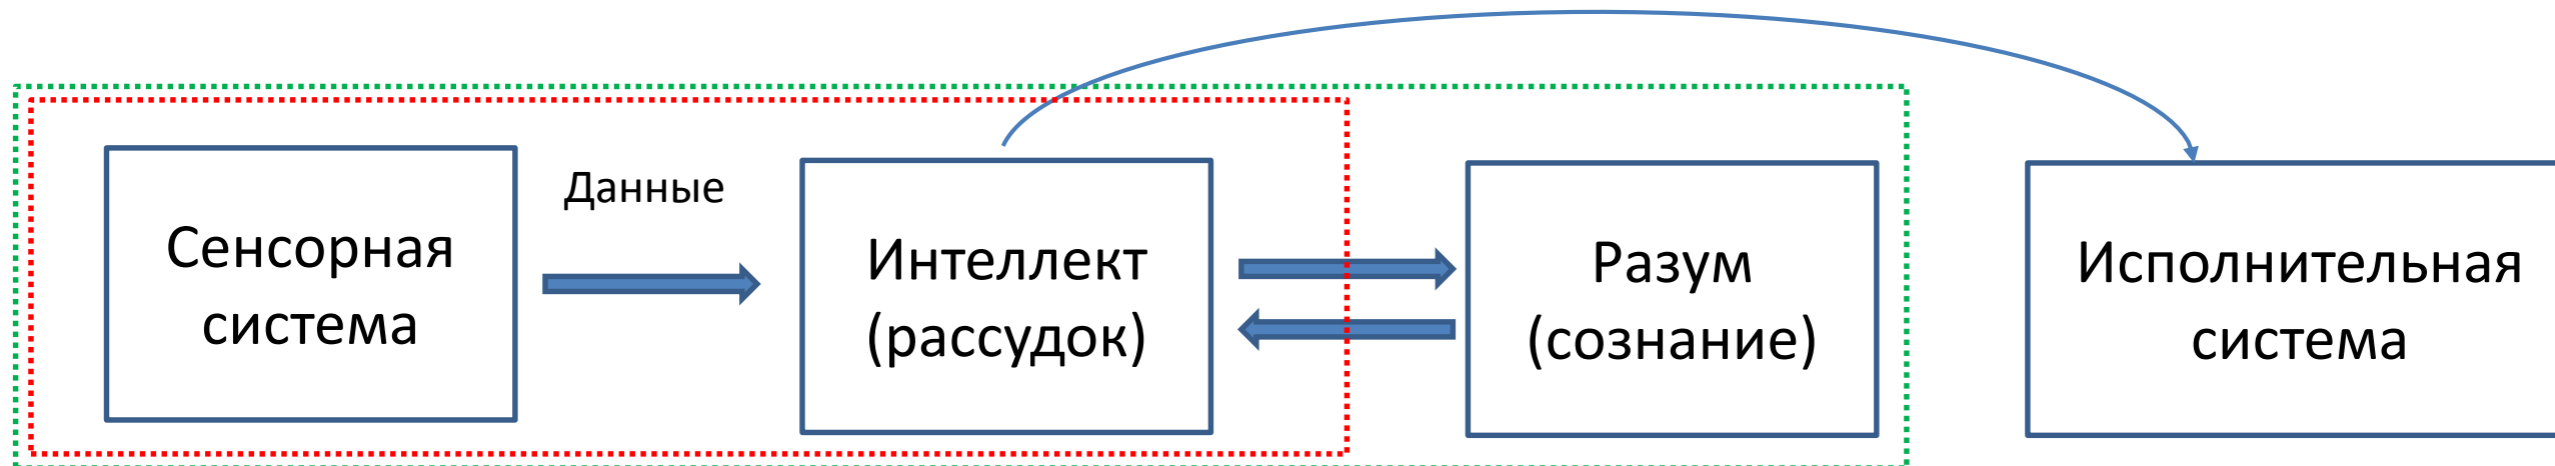 Сенсорная
система
Данные
Интеллект
(рассудок)
Разум
(сознание)
Исполнительная
система